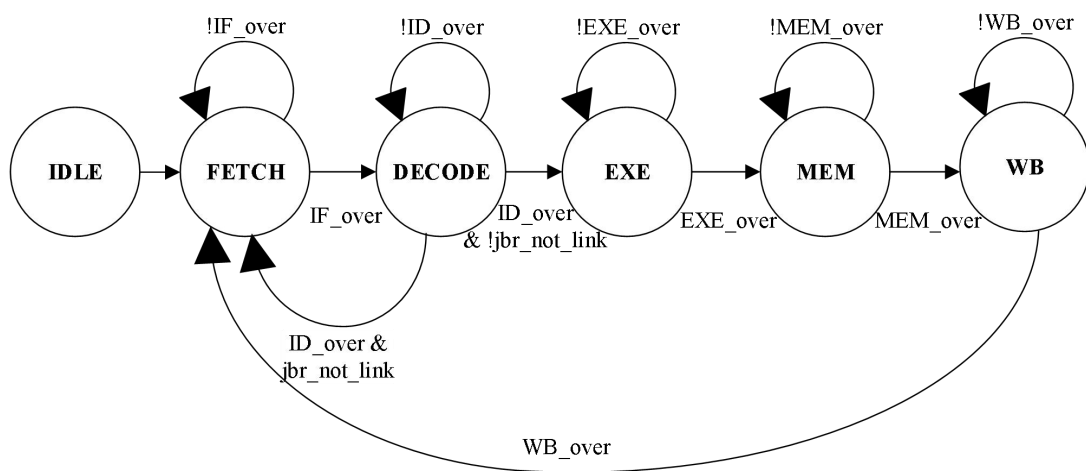 !IF_over
!ID_over
!EXE_over
!MEM_over
!WB_over
IDLE
FETCH
DECODE
EXE
MEM
WB
IF_over
ID_over
& !jbr_not_link
EXE_over
MEM_over
ID_over &
jbr_not_link
WB_over